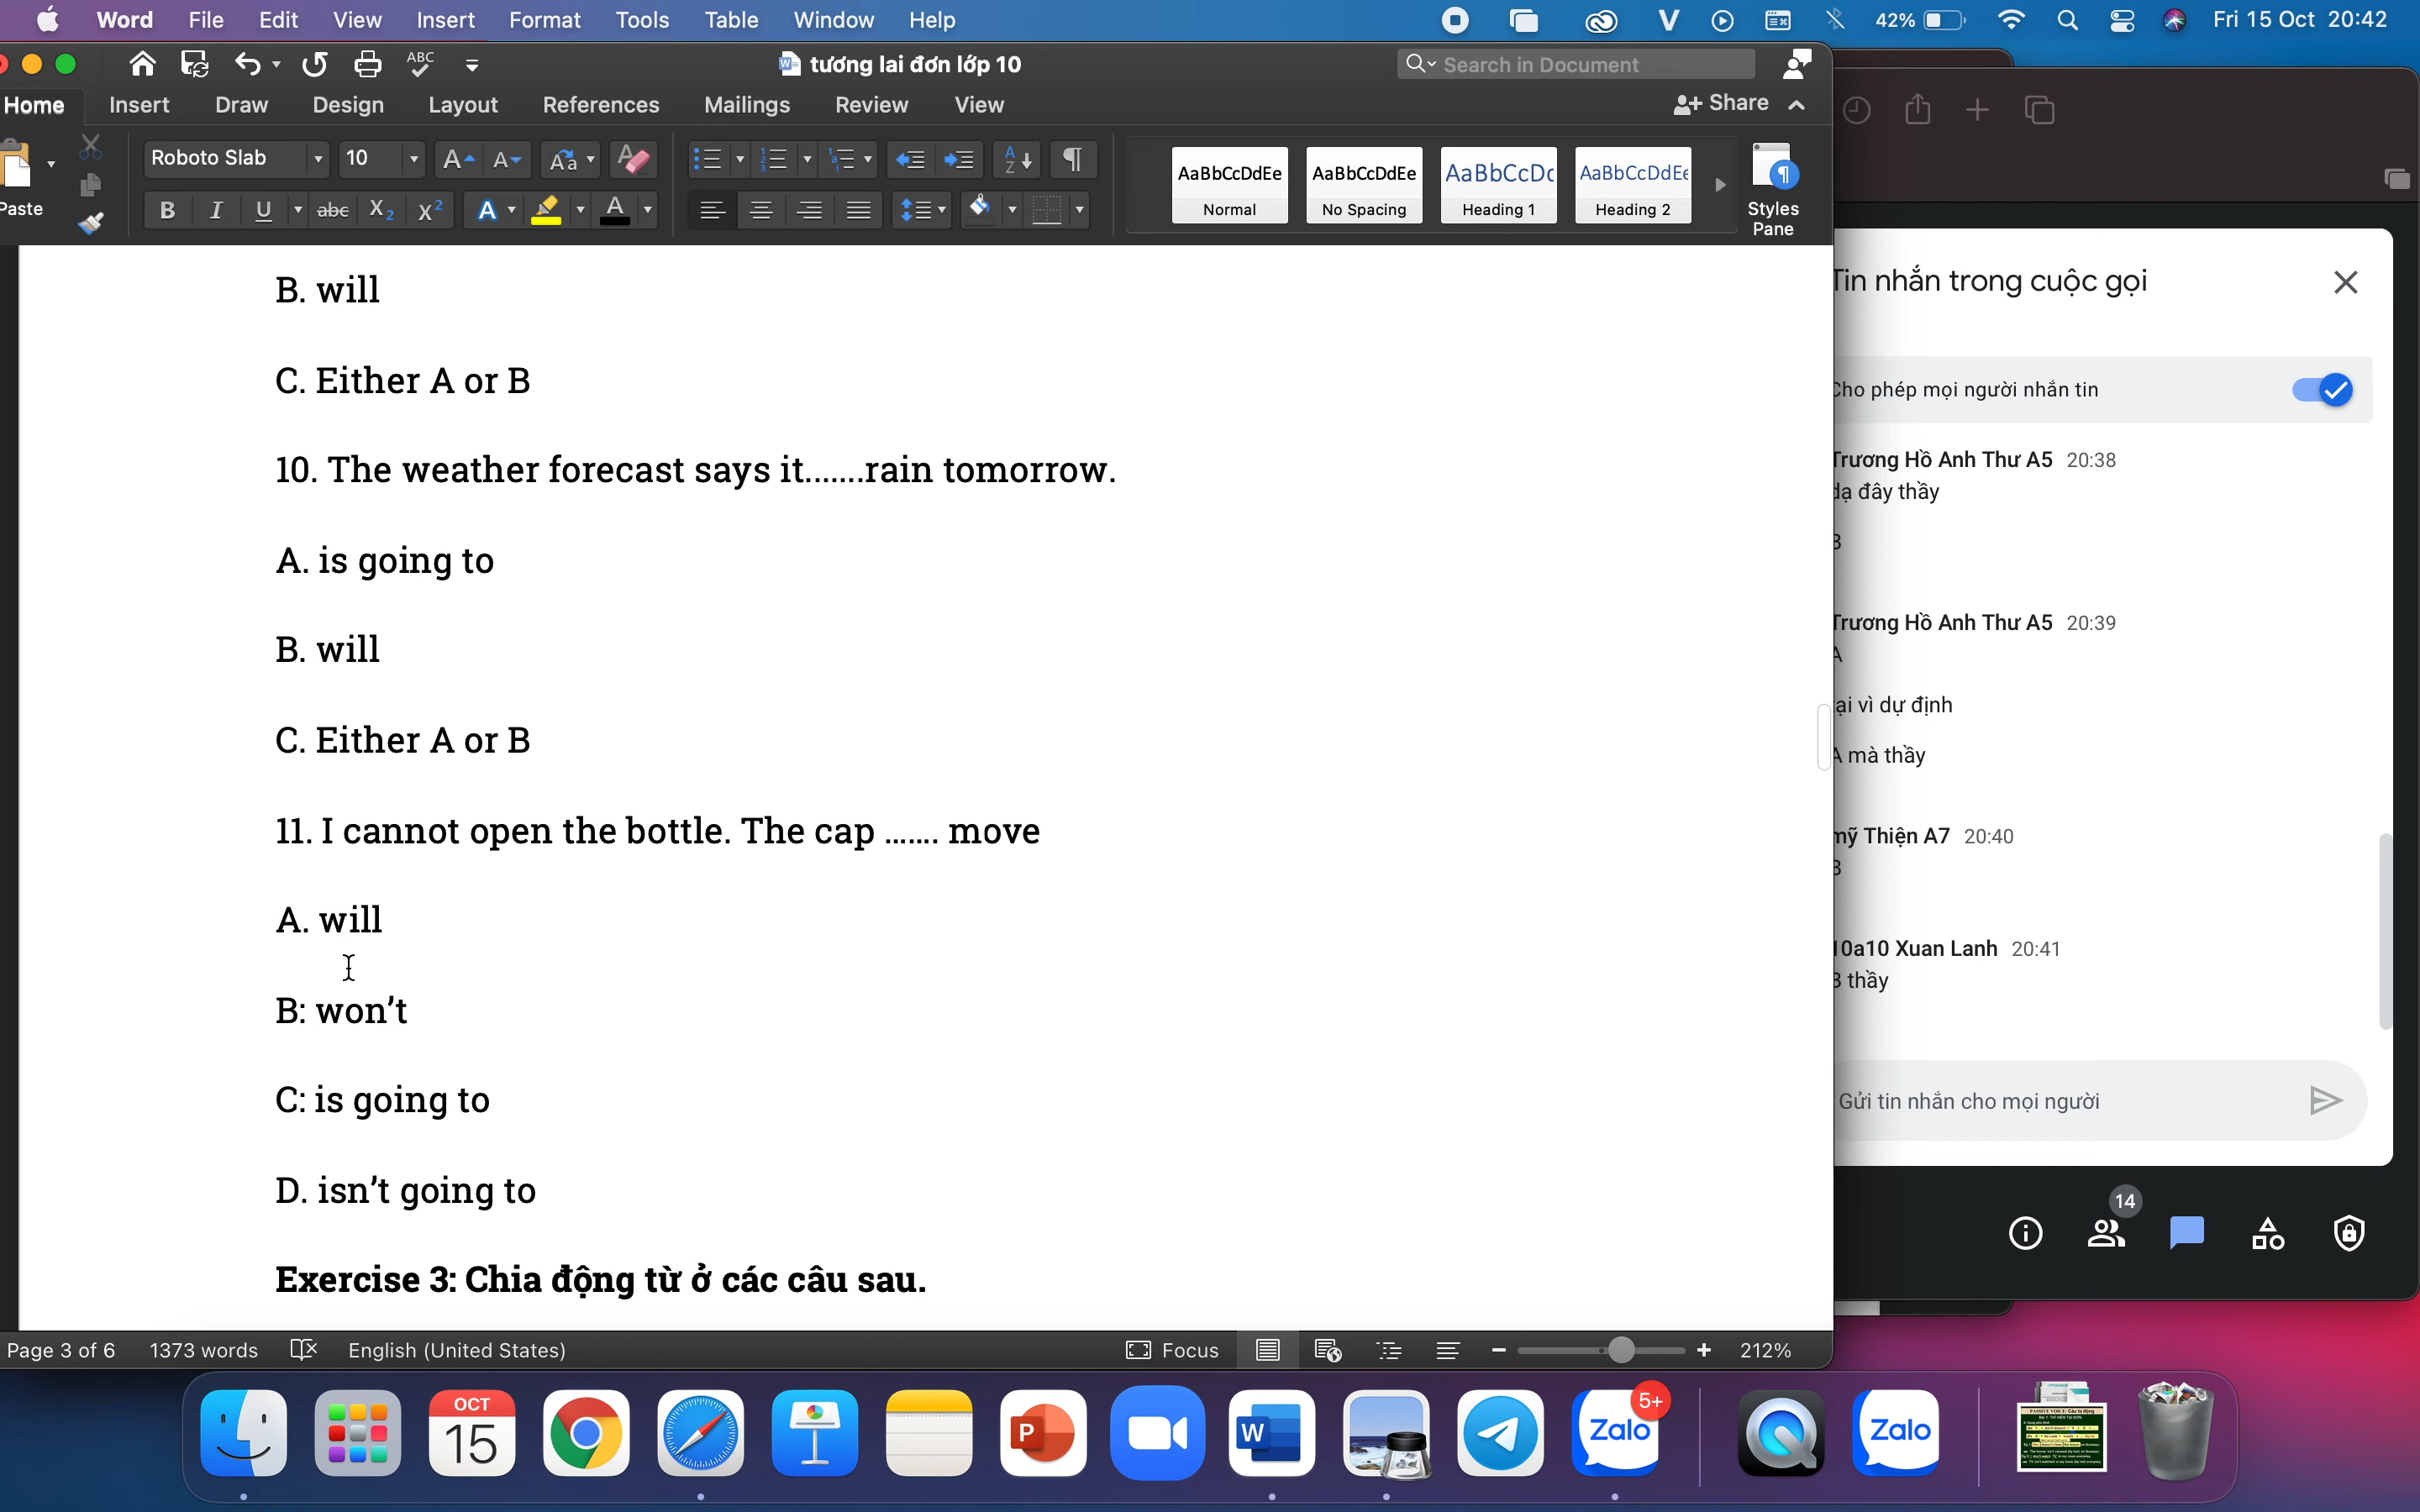 Word File Edit View Insert Format Tools Table Window Help 42% Fri 15 Oct 20:42
ABC tương lai đơn lớp 10 Search in Document
Home Insert Draw Design Layout References Mailings Review View Share
Paste
Roboto Slab 10
AaBbCcDdEe AaBbCcDdEe AaBbCcDc AaBbCcDdEe
Normal No Spacing Heading 1 Heading 2
Styles
Pane
B. will
C. Either A or B
10. The weather forecast says it.......rain tomorrow.
A. is going to
B. will
C. Either A or B
11. I cannot open the bottle. The cap ....... move
A. will
B: won’t
C: is going to
D. isn’t going to
Exercise 3: Chia động từ ở các câu sau.
Page 3 of 6 1373 words English (United States) Focus 212%
Tin nhắn trong cuộc gọi
Cho phép mọi người nhắn tin
Trương Hồ Anh Thư A5 20:38
dạ đây thầy
B
Trương Hồ Anh Thư A5 20:39
A
tại vì dự định
A mà thầy
mỹ Thiện A7 20:40
B
10a10 Xuan Lanh 20:41
B thầy
Gửi tin nhắn cho mọi người
14
OCT
15
P
W
Zalo
5+
Zalo